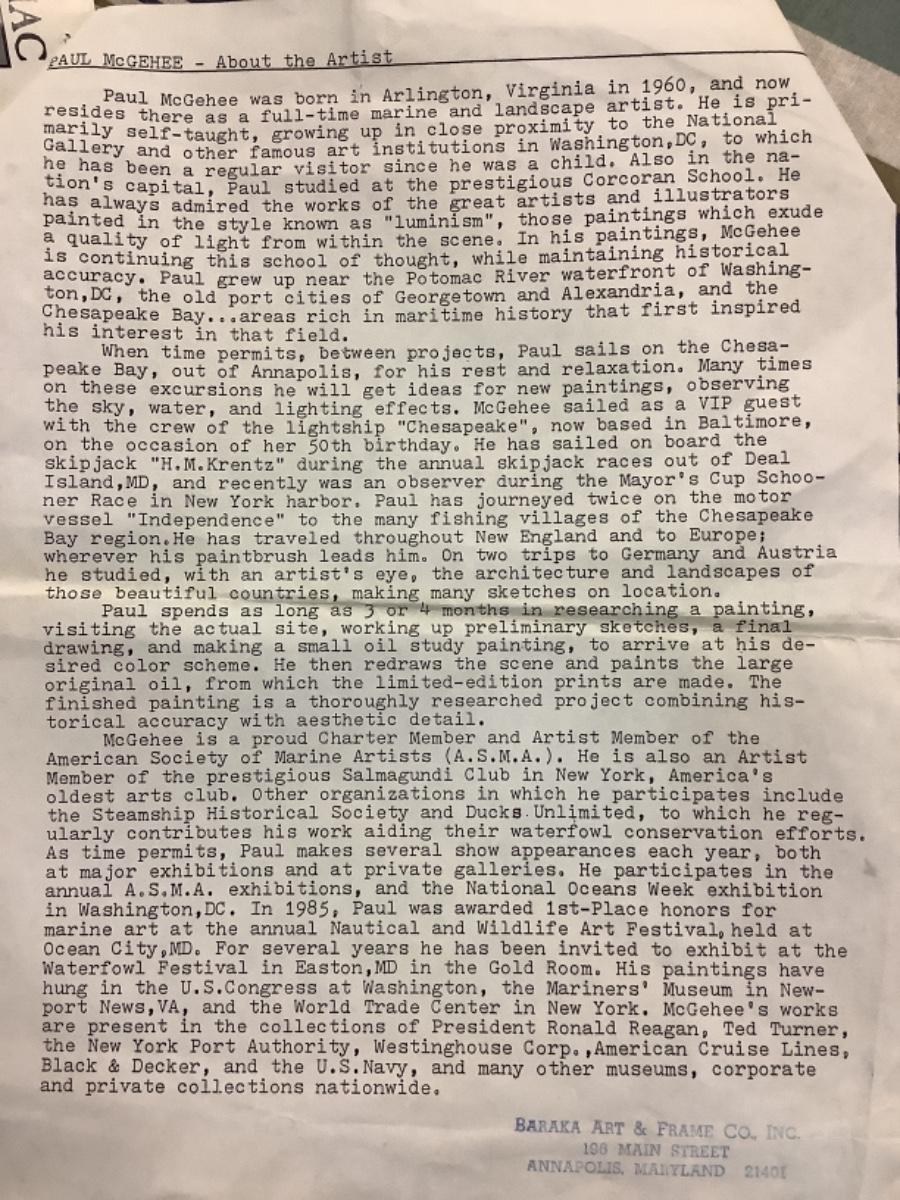 AC
PAUL McGEHEE - About the Artist
Paul McGehee was born in Arlington, Virginia in 1960, and now
resides there as a full-time marine and landscape artist. He is pri-
marily self-taught, growing up in close proximity to the National
Gallery and other famous art institutions in Washington,DC, to which
he has been a regular visitor since he was a child. Also in the na-
tion's capital, Paul studied at the prestigious Corcoran School. He
has always admired the works of the great artists and illustrators
painted in the style known as "luminism", those paintings which exude
a quality of light from within the scene. In his paintings, McGehee
is continuing this school of thought, while maintaining historical
accuracy. Paul grew up near the Potomac River waterfront of Washing-
ton,DC, the old port cities of Georgetown and Alexandria, and the
Chesapeake Bay...areas rich in maritime history that first inspired
his interest in that field.
When time permits, between projects, Paul sails on the Chesa-
peake Bay, out of Annapolis, for his rest and relaxation. Many times
on these excursions he will get ideas for new paintings, observing
the sky, water, and lighting effects. McGehee sailed as a VIP guest
with the crew of the lightship "Chesapeake", now based in Baltimore,
on the occasion of her 50th birthday. He has sailed on board the
skipjack "H.M.Krentz" during the annual skipjack races out of Deal
Island,MD, and recently was an observer during the Mayor's Cup Schoo-
ner Race in New York harbor. Paul has journeyed twice on the motor
vessel "Independence" to the many fishing villages of the Chesapeake
Bay region.He has traveled throughout New England and to Europe;
wherever his paintbrush leads him. On two trips to Germany and Austria
he studied, with an artist's eye, the architecture and landscapes of
those beautiful countries, making many sketches on location.
Paul spends as long as 3 or 4 months in researching a painting,
visiting the actual site, working up preliminary sketches, a final
drawing, and making a small oil study painting, to arrive at his de-
sired color scheme. He then redraws the scene and paints the large
original oil, from which the limited-edition prints are made. The
finished painting is a thoroughly researched project combining his-
torical accuracy with aesthetic detail.
McGehee is a proud Charter Member and Artist Member of the
American Society of Marine Artists (A.S.M.A.). He is also an Artist
Member of the prestigious Salmagundi Club in New York, America's
oldest arts club. Other organizations in which he participates include
the Steamship Historical Society and Ducks Unlimited, to which he reg-
ularly contributes his work aiding their waterfowl conservation efforts.
As time permits, Paul makes several show appearances each year, both
at major exhibitions and at private galleries. He participates in the
annual A.S.M.A. exhibitions, and the National Oceans Week exhibition
in Washington,DC. In 1985, Paul was awarded 1st-Place honors for
marine art at the annual Nautical and Wildlife Art Festival, held at
Ocean City,MD. For several years he has been invited to exhibit at the
Waterfowl Festival in Easton,MD in the Gold Room. His paintings have
hung in the U.S.Congress at Washington, the Mariners' Museum in New-
port News,VA, and the World Trade Center in New York. McGehee's works
are present in the collections of President Ronald Reagan, Ted Turner,
the New York Port Authority, Westinghouse Corp.,American Cruise Lines,
Black & Decker, and the U.S.Navy, and many other museums, corporate
and private collections nationwide.
BARAKA ART & FRAME CO., INC.
196 MAIN STREET
ANNAPOLIS, MARYLAND 21401